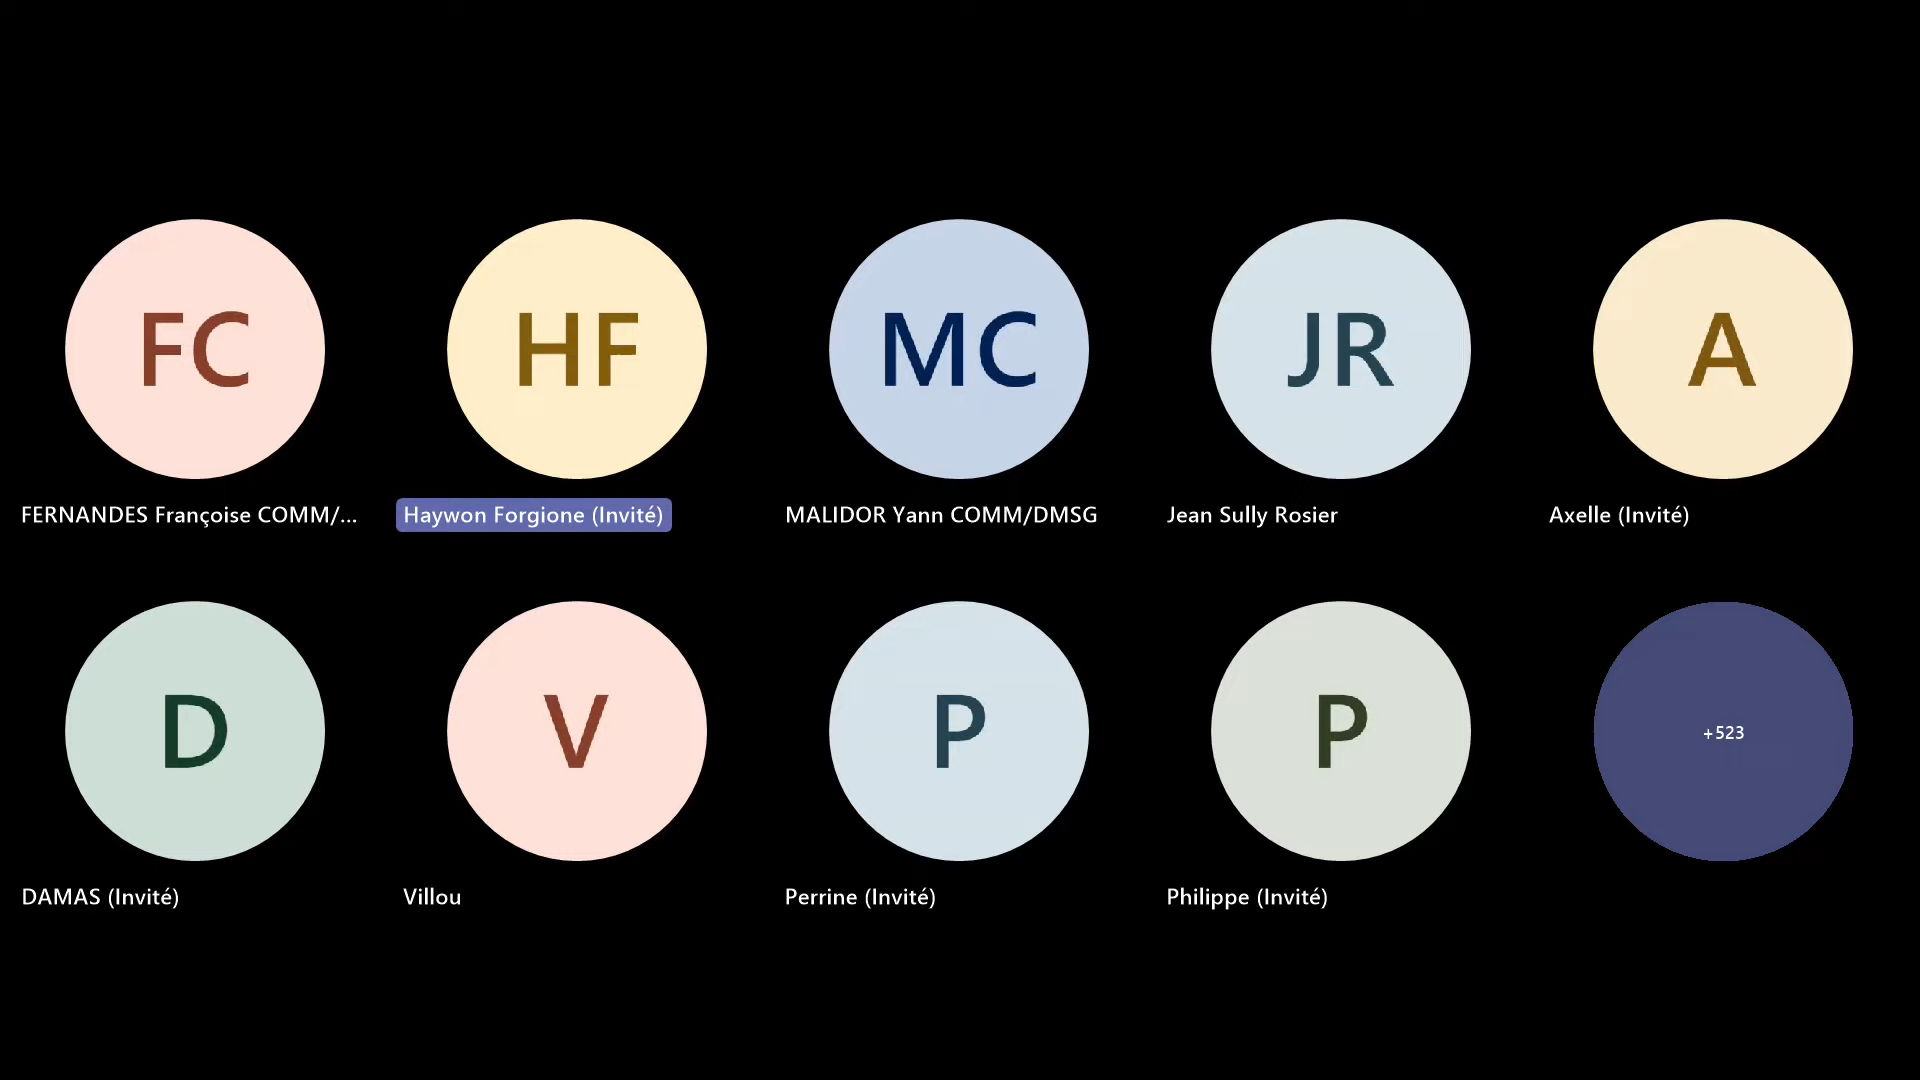 FC
HF
MC
JR
A
FERNANDES Françoise COMM/...
Haywon Forgione (Invité)
MALIDOR Yann COMM/DMSG
Jean Sully Rosier
Axelle (Invité)
D
V
P
P
+523
DAMAS (Invité)
Villou
Perrine (Invité)
Philippe (Invité)